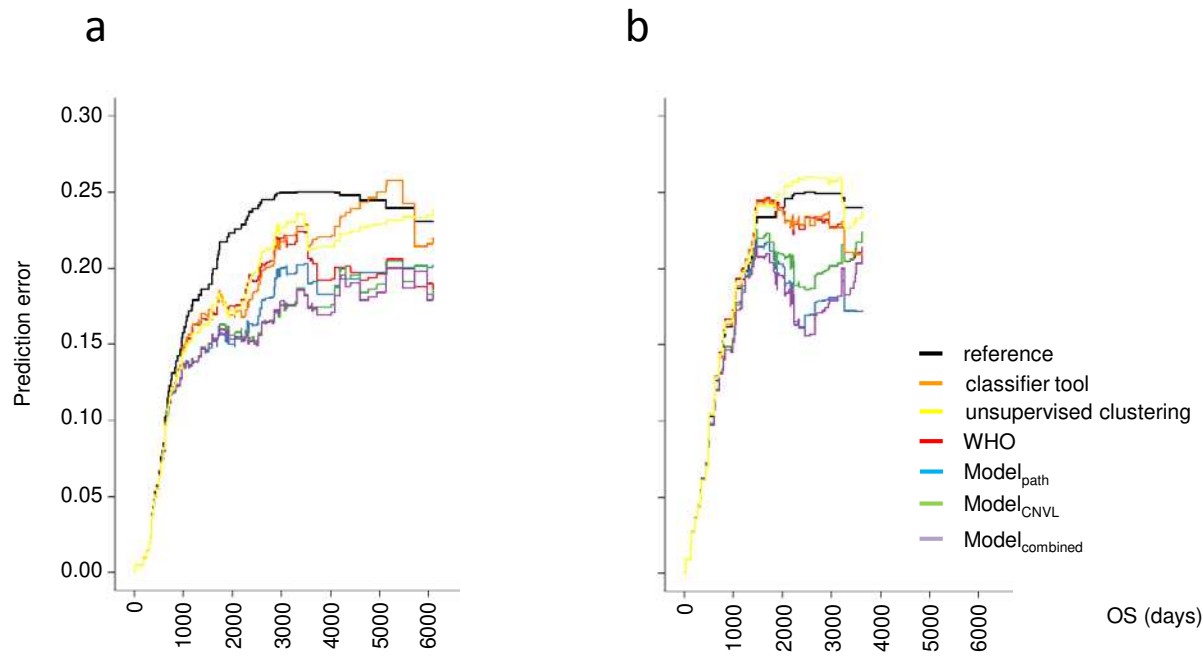 a
b
Prediction error
0.30
0.25
0.20
0.15
0.10
0.05
0.00
0
1000
2000
3000
4000
5000
6000
0
1000
2000
3000
4000
5000
6000
OS (days)
reference
classifier tool
unsupervised clustering
WHO
Modelpath
ModelCNVL
Modelcombined